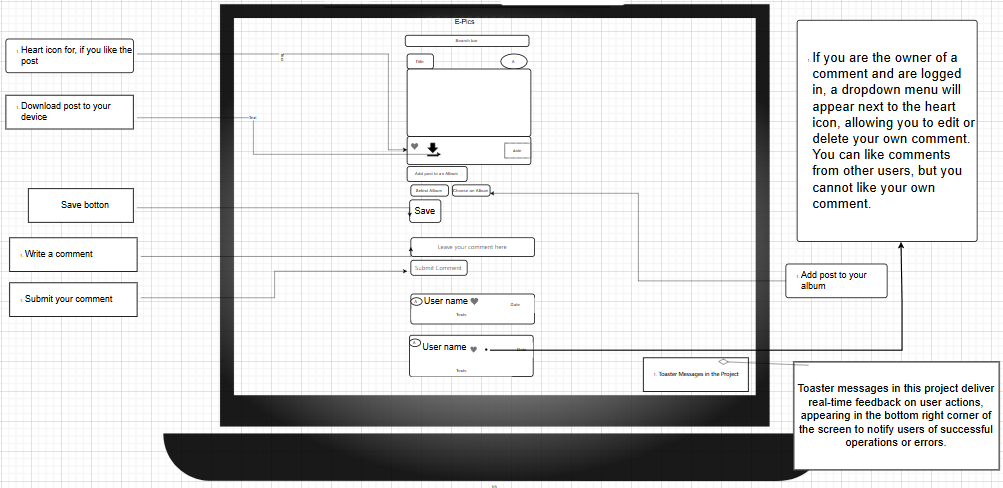 E-Pics
Search bar
Title
A
Add
Add post to an Album
Select Album
Choose an Album
Save
Leave your comment here
Submit Comment
A
User name
Date
A
User name
Date
Heart icon for, if you like the
post
Download post to your
device
Text
Text
Save botton
Write a comment
Submit your comment
If you are the owner of a
comment and are logged
in, a dropdown menu will
appear next to the heart
icon, allowing you to edit or
delete your own comment.
You can like comments
from other users, but you
cannot like your own
comment.
Add post to your
album
Toaster Messages in the Project
Toaster messages in this project deliver
real-time feedback on user actions,
appearing in the bottom right corner of
the screen to notify users of successful
operations or errors.